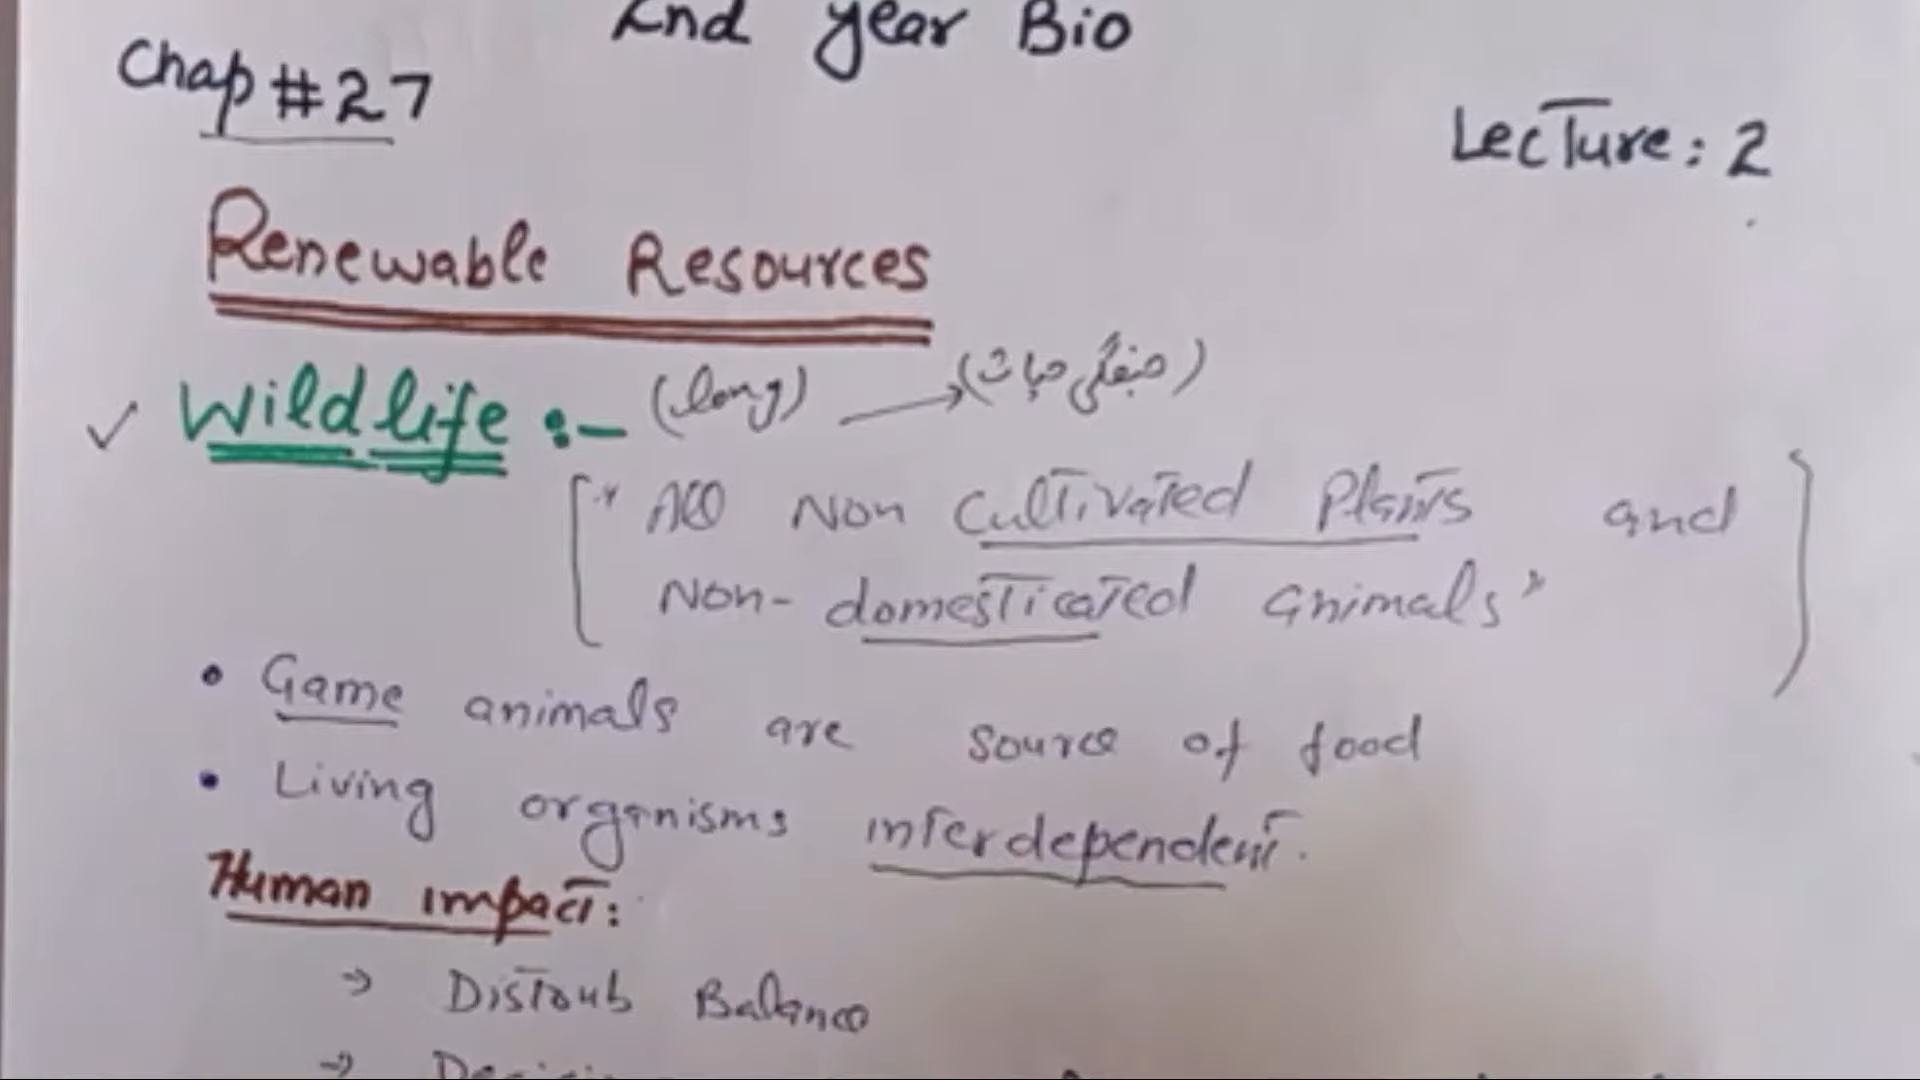 2nd year Bio
Chap #27
Lecture: 2
Renewable Resources
✓ Wildlife :- (long) → (جنگلی حیات)
["All Non Cultivated Plants and
Non-domesticated animals"]
• Game animals are source of food
• Living organisms interdependent.
Human impact:
→ Distoub Balance